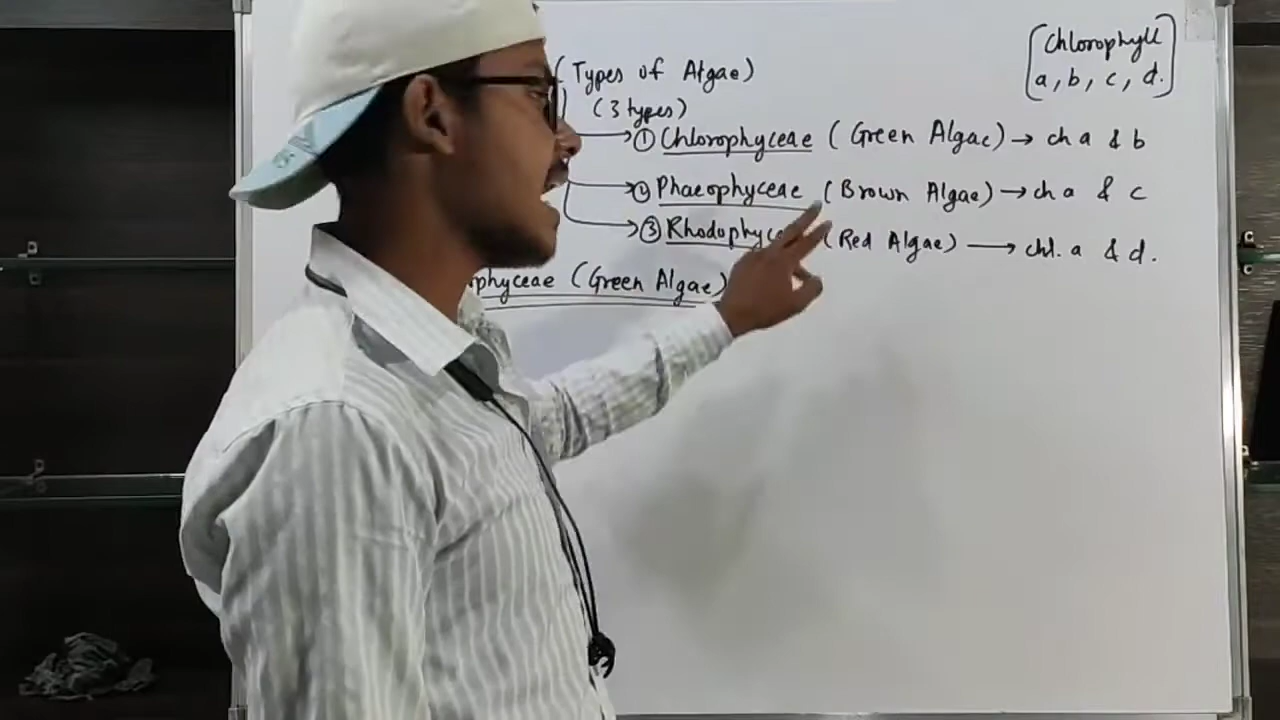 (Types of Algae)
(3 types)
[Chlorophyll
a, b, c, d.]
→ ① Chlorophyceae (Green Algae) → ch a & b
→ ② Phaeophyceae (Brown Algae) → ch a & c
→ ③ Rhodophyc (Red Algae) → chl. a & d.
phyceae (Green Algae)